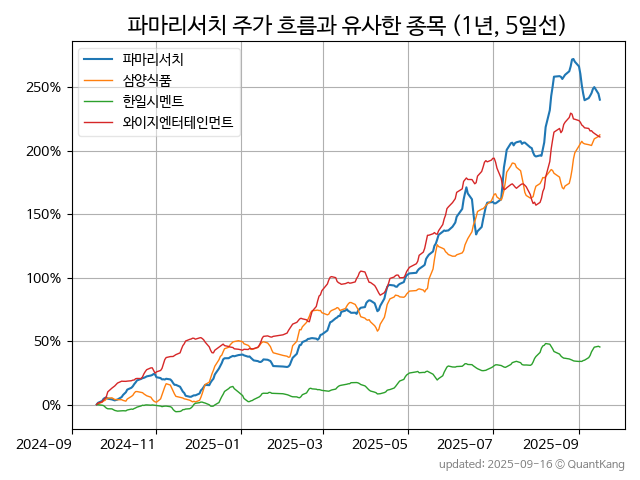 파마리서치 주가 흐름과 유사한 종목 (1년, 5일선)
파마리서치
삼양식품
한일시멘트
와이지엔터테인먼트
250%
200%
150%
100%
50%
0%
2024-09 2024-11 2025-01 2025-03 2025-05 2025-07 2025-09
updated: 2025-09-16 © QuantKang